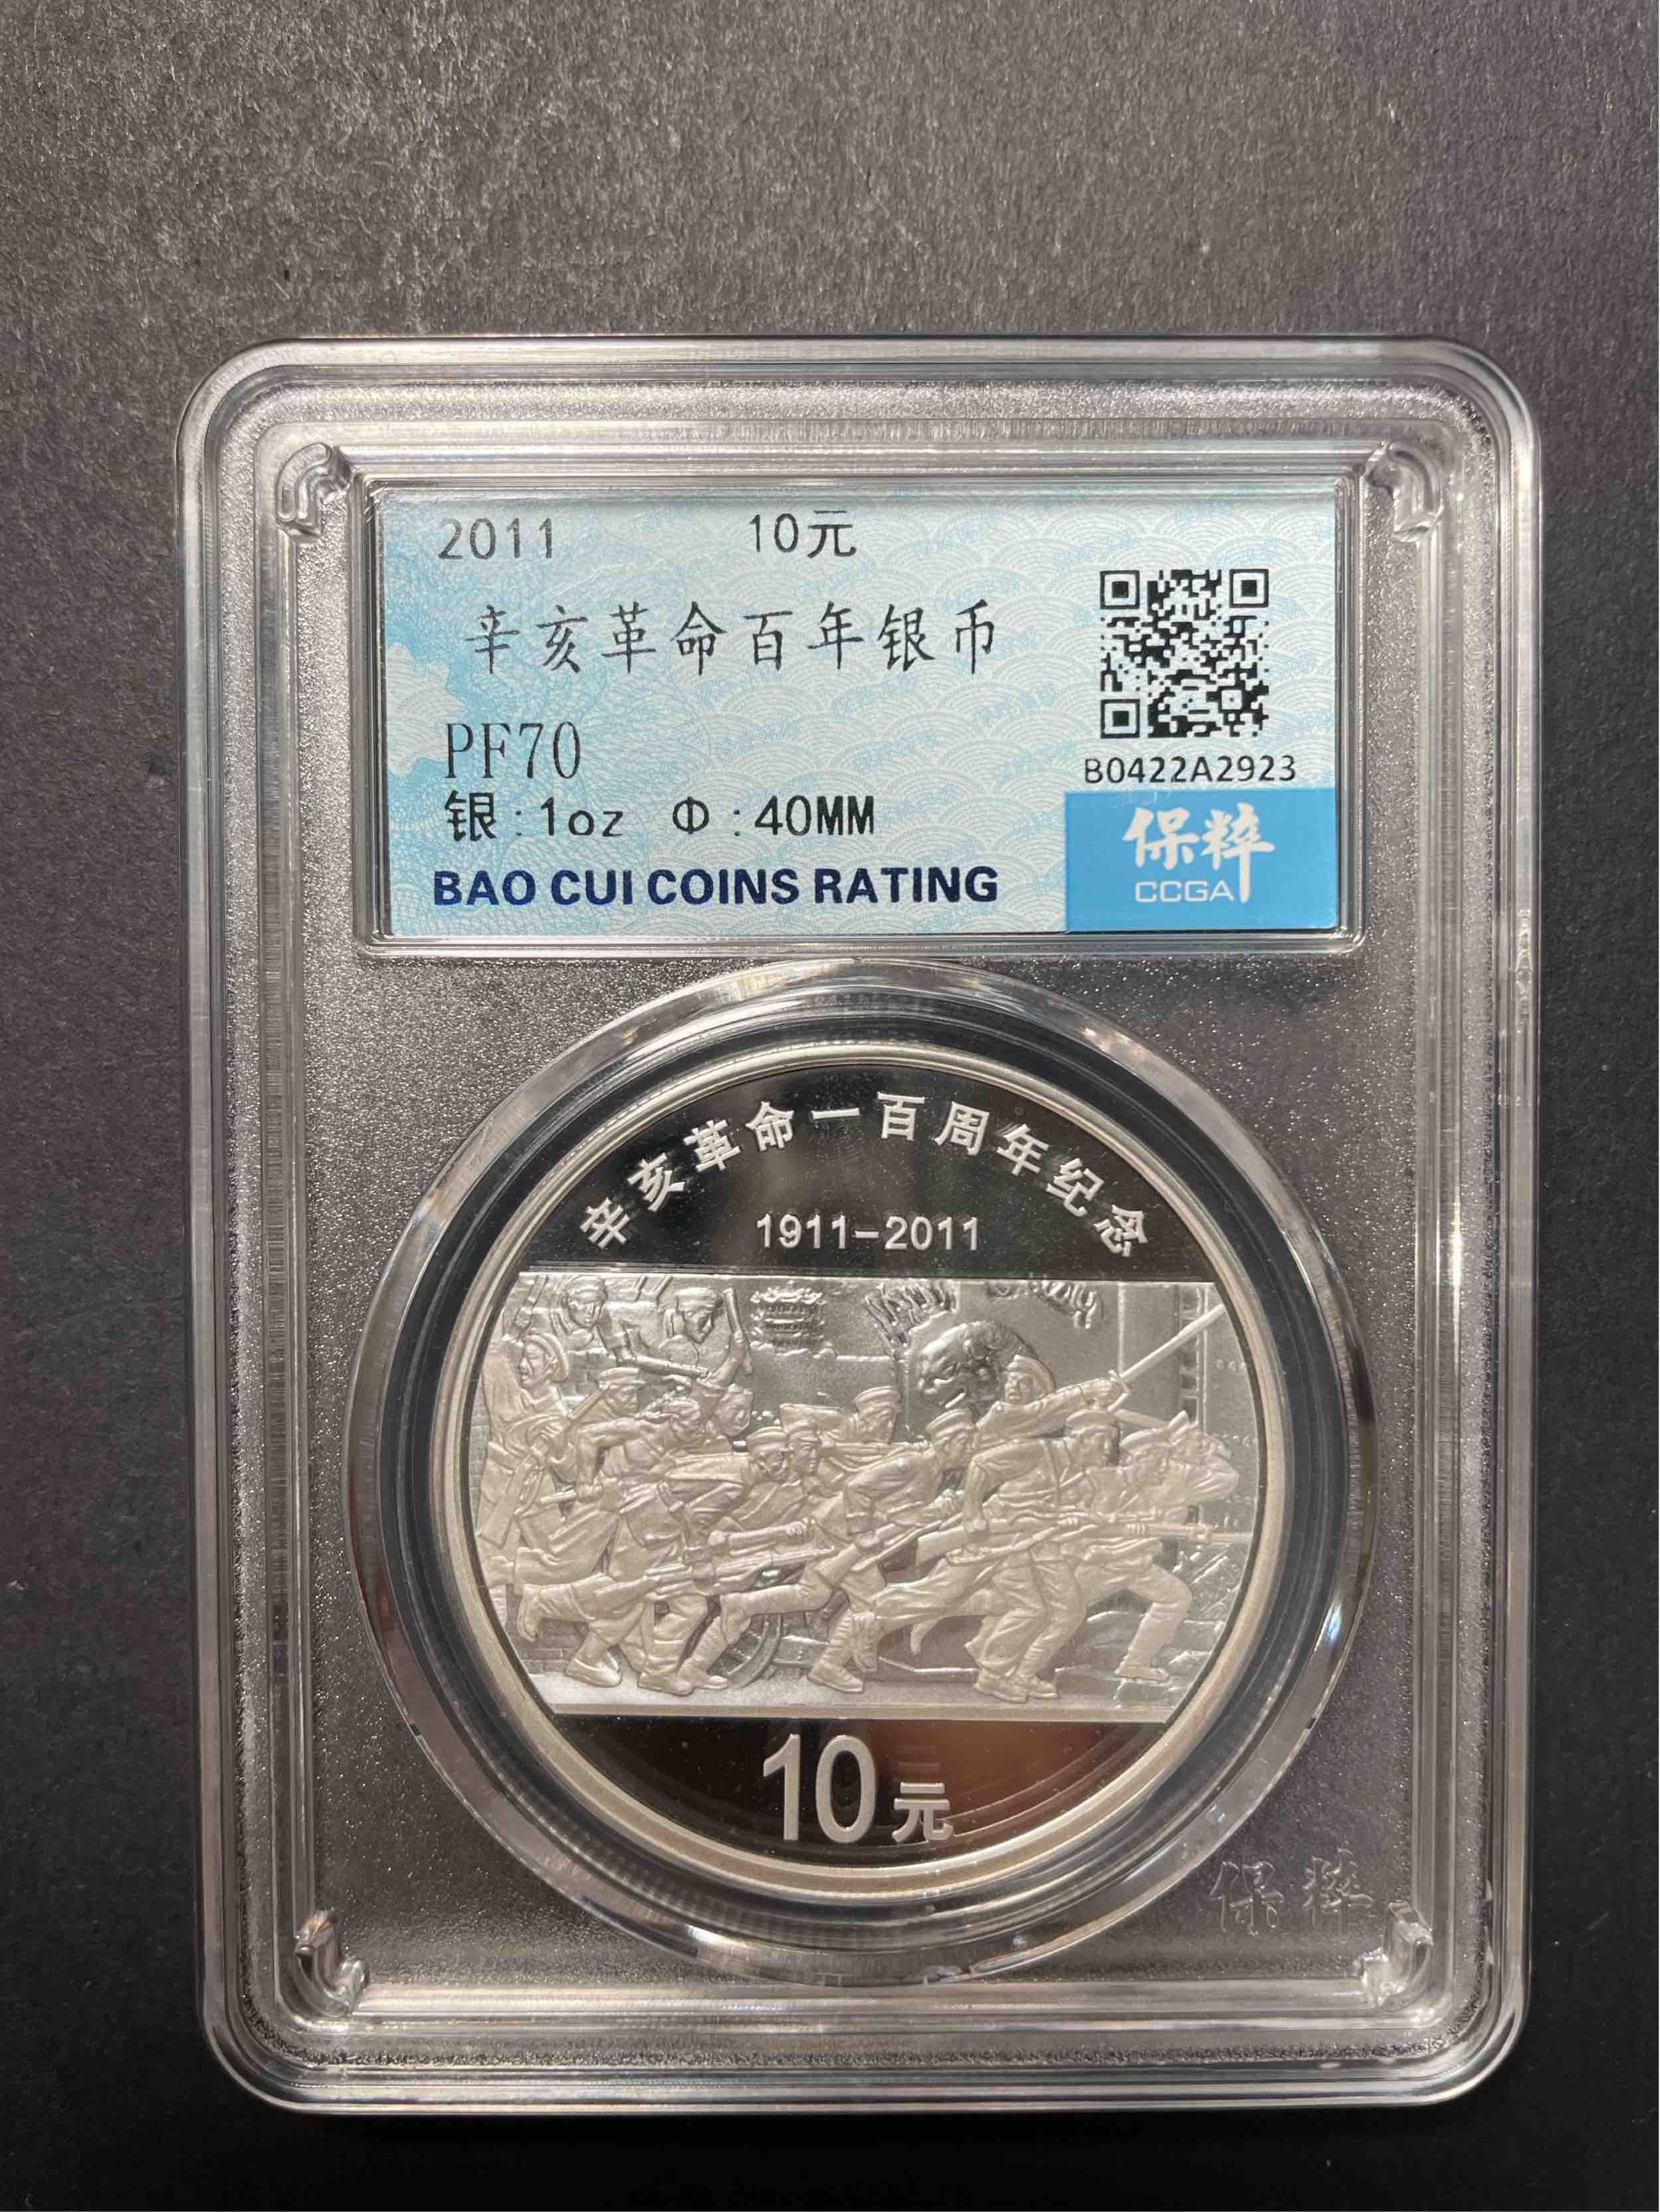 2011 10元
辛亥革命百年银币
PF70
银:1oz Φ:40MM
BAO CUI COINS RATING
B0422A2923
保粹
CCGA
辛亥革命一百周年纪念
1911-2011
10元
保粹